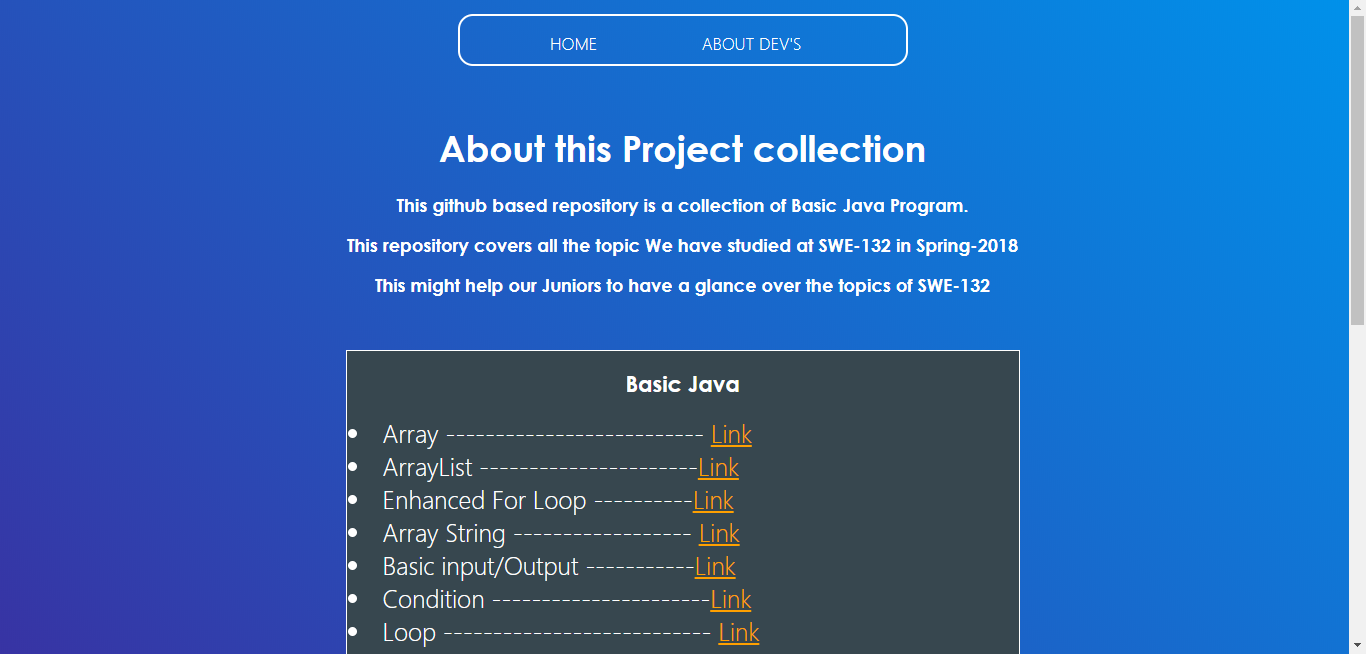 HOME ABOUT DEV'S
About this Project collection
This github based repository is a collection of Basic Java Program.
This repository covers all the topic We have studied at SWE-132 in Spring-2018
This might help our Juniors to have a glance over the topics of SWE-132
Basic Java
Array -------------------------- Link
ArrayList ----------------------Link
Enhanced For Loop ----------Link
Array String ------------------ Link
Basic input/Output -----------Link
Condition ----------------------Link
Loop --------------------------- Link